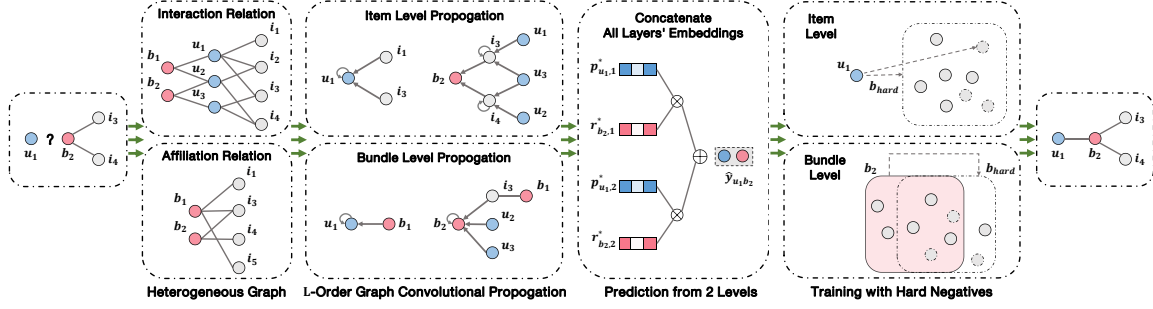 u1 ? b2 i3 i4
Interaction Relation
b1 b2 u1 u2 u3 i1 i2 i3 i4
Affiliation Relation
b1 b2 i1 i3 i4 i5
Heterogeneous Graph
Item Level Propogation
u1 i1 i3 b2 i3 i4 u1 u3 u2
Bundle Level Propogation
u1 b1 b2 i3 b1 u2 u3
L-Order Graph Convolutional Propogation
Concatenate
All Layers' Embeddings
p*u1,1
r*b2,1
p*u1,2
r*b2,2
ŷu1b2
Prediction from 2 Levels
Item
Level
u1
bhard
Bundle
Level
b2 bhard
Training with Hard Negatives
u1 b2 i3 i4